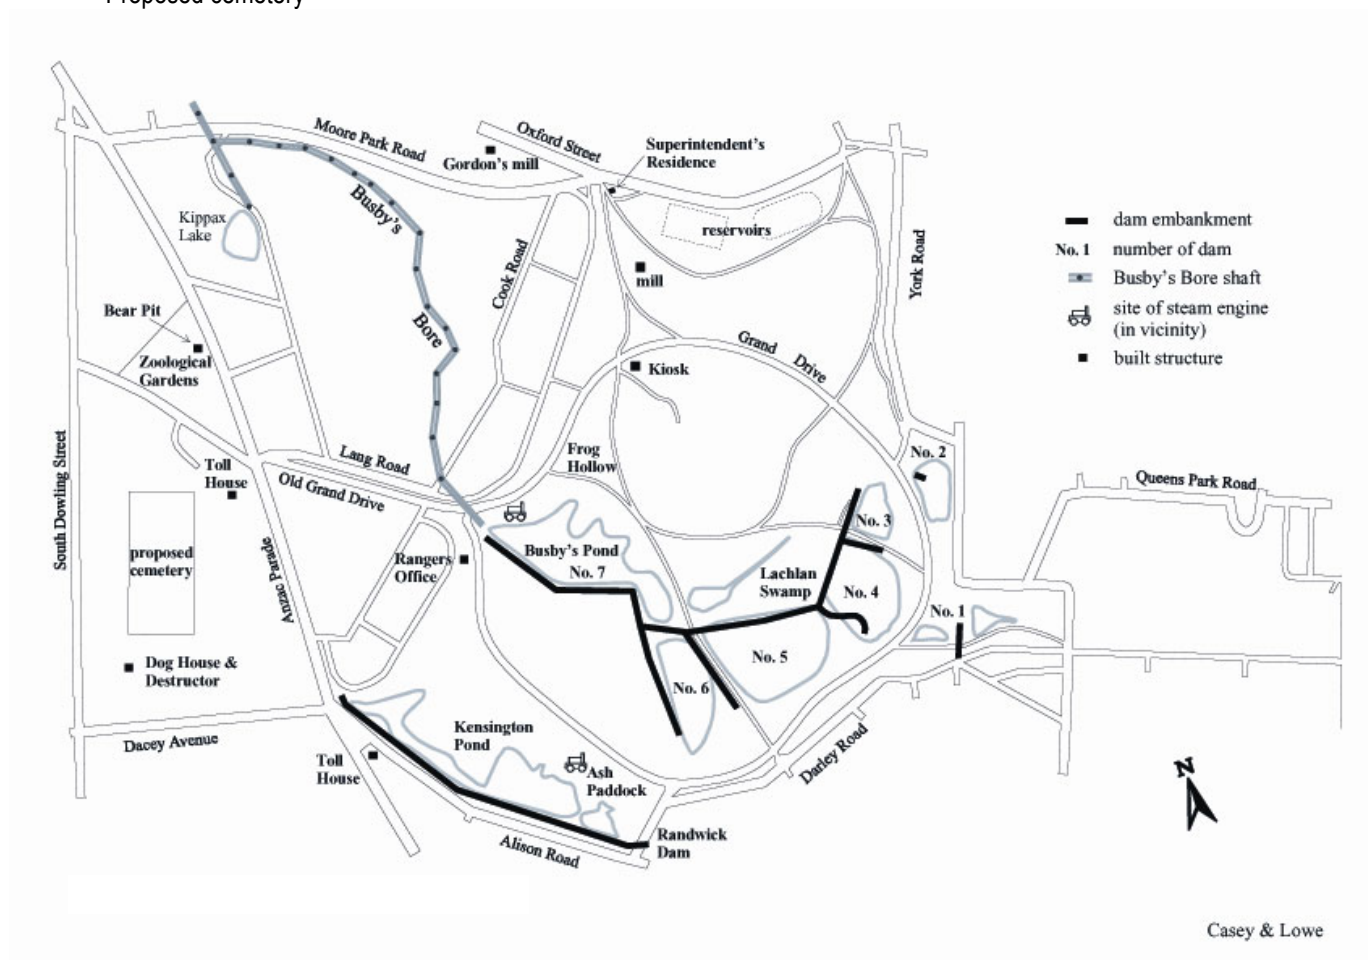 Proposed cemetery
Moore Park Road
Oxford Street
Gordon's mill
Superintendent's
Residence
Busby's
Kippax
Lake
reservoirs
dam embankment
No. 1 number of dam
Busby's Bore shaft
site of steam engine
(in vicinity)
built structure
Cook Road
York Road
mill
Bear Pit
Bore
Zoological
Gardens
Grand Drive
Kiosk
South Dowling Street
Lang Road
Frog
Hollow
No. 2
Toll
House
Old Grand Drive
Queens Park Road
No. 3
proposed
cemetery
Anzac Parade
Rangers
Office
Busby's Pond
No. 7
Lachlan
Swamp
No. 4
No. 1
Dog House &
Destructor
No. 5
No. 6
Dacey Avenue
Kensington
Pond
Toll
House
Ash
Paddock
Darley Road
N
Alison Road
Randwick
Dam
Casey & Lowe